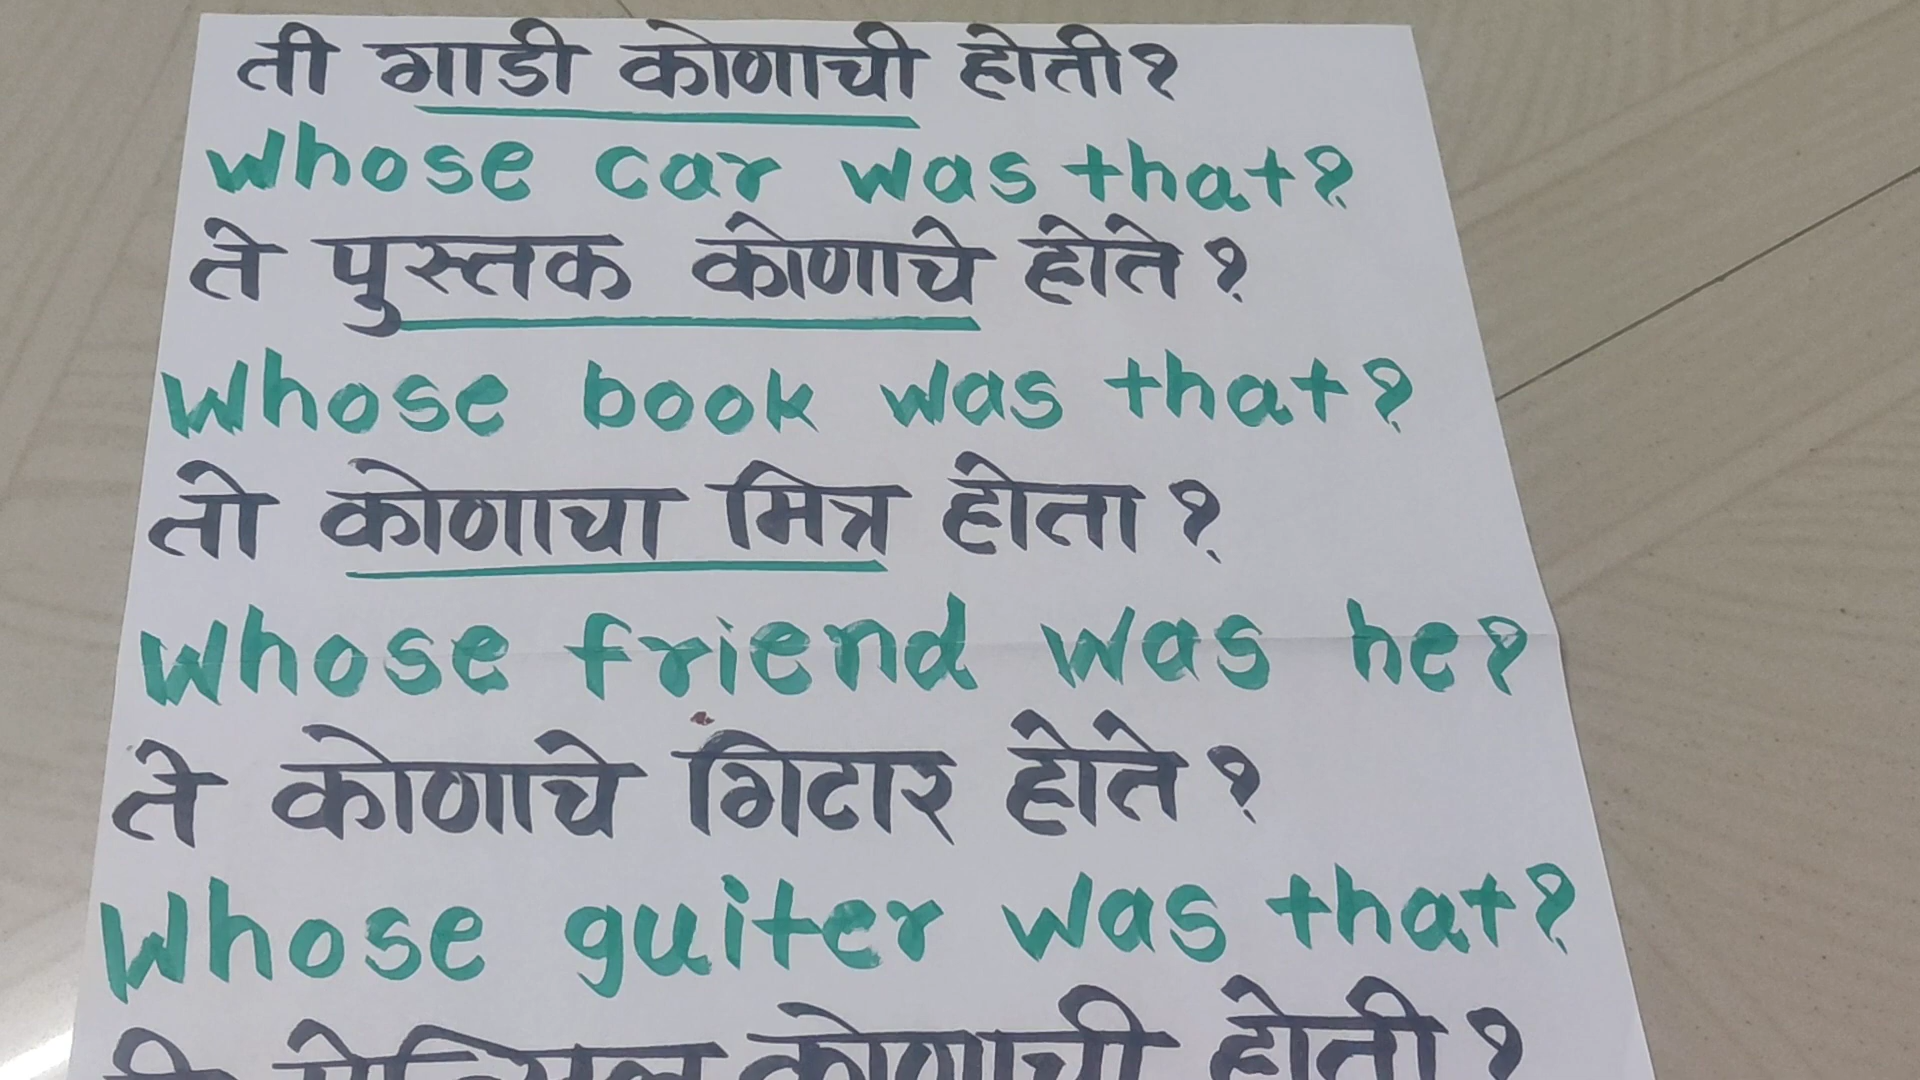 ती गाडी कोणाची होती?
Whose car was that?
ते पुस्तक कोणाचे होते?
Whose book was that?
तो कोणाचा मित्र होता?
Whose friend was he?
ते कोणाचे गिटार होते?
Whose guiter was that?
ती पेन्सिल कोणाची होती?